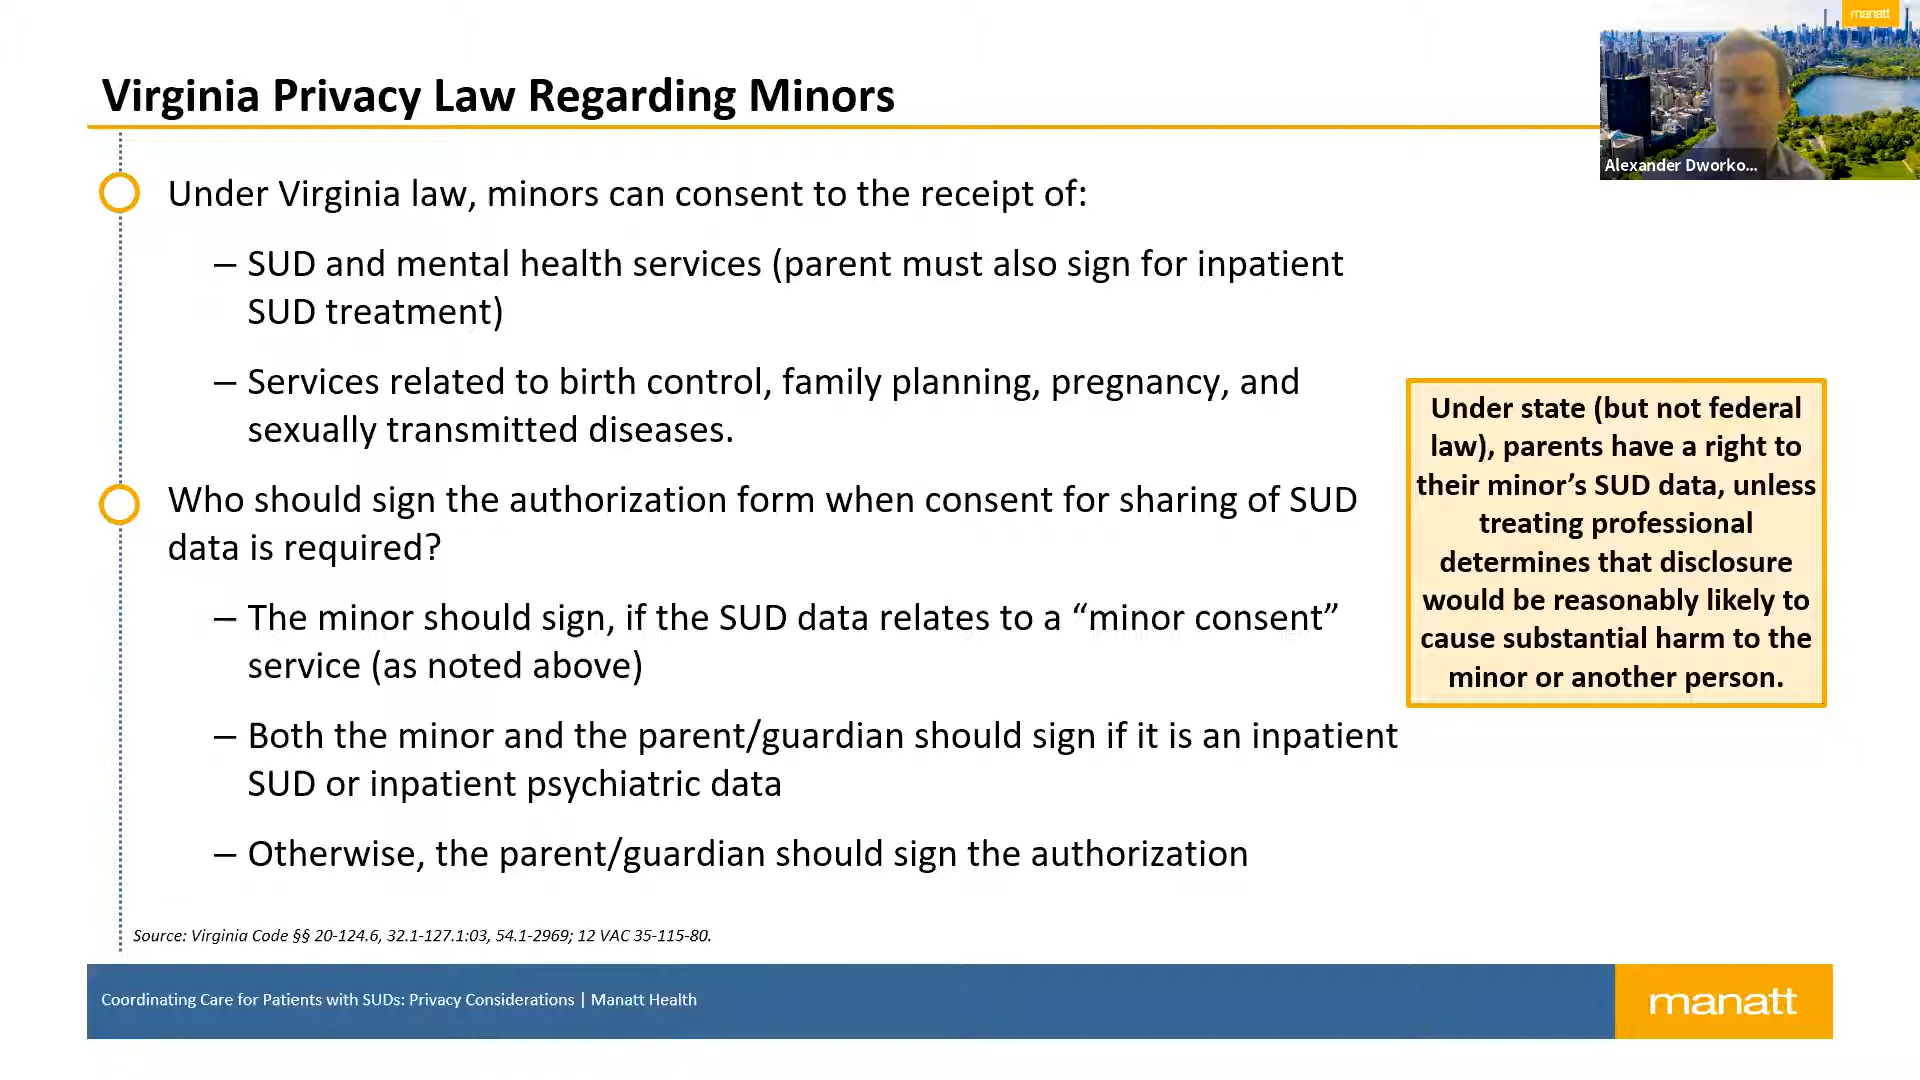 manatt
Virginia Privacy Law Regarding Minors
Alexander Dworko...
Under Virginia law, minors can consent to the receipt of:
– SUD and mental health services (parent must also sign for inpatient
SUD treatment)
– Services related to birth control, family planning, pregnancy, and
sexually transmitted diseases.
Who should sign the authorization form when consent for sharing of SUD
data is required?
– The minor should sign, if the SUD data relates to a “minor consent”
service (as noted above)
– Both the minor and the parent/guardian should sign if it is an inpatient
SUD or inpatient psychiatric data
– Otherwise, the parent/guardian should sign the authorization
Under state (but not federal
law), parents have a right to
their minor’s SUD data, unless
treating professional
determines that disclosure
would be reasonably likely to
cause substantial harm to the
minor or another person.
Source: Virginia Code §§ 20-124.6, 32.1-127.1:03, 54.1-2969; 12 VAC 35-115-80.
Coordinating Care for Patients with SUDs: Privacy Considerations | Manatt Health
manatt